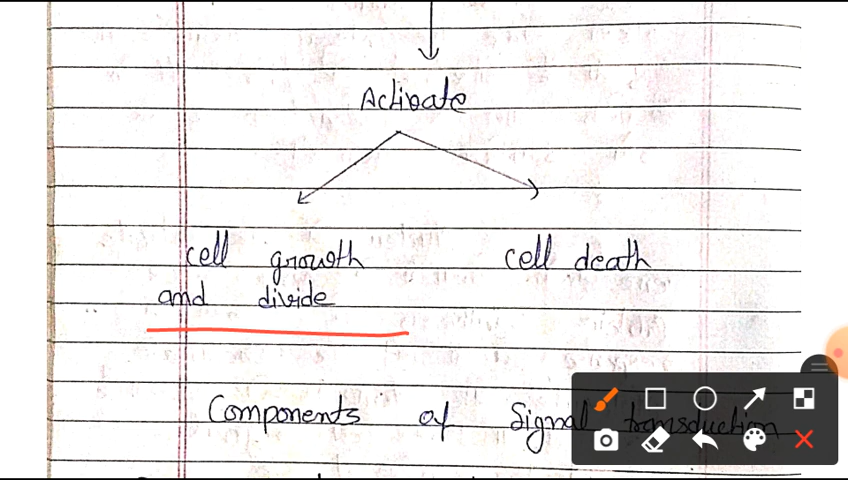 Activate
cell growth cell death
and divide
Components of Signal transduction